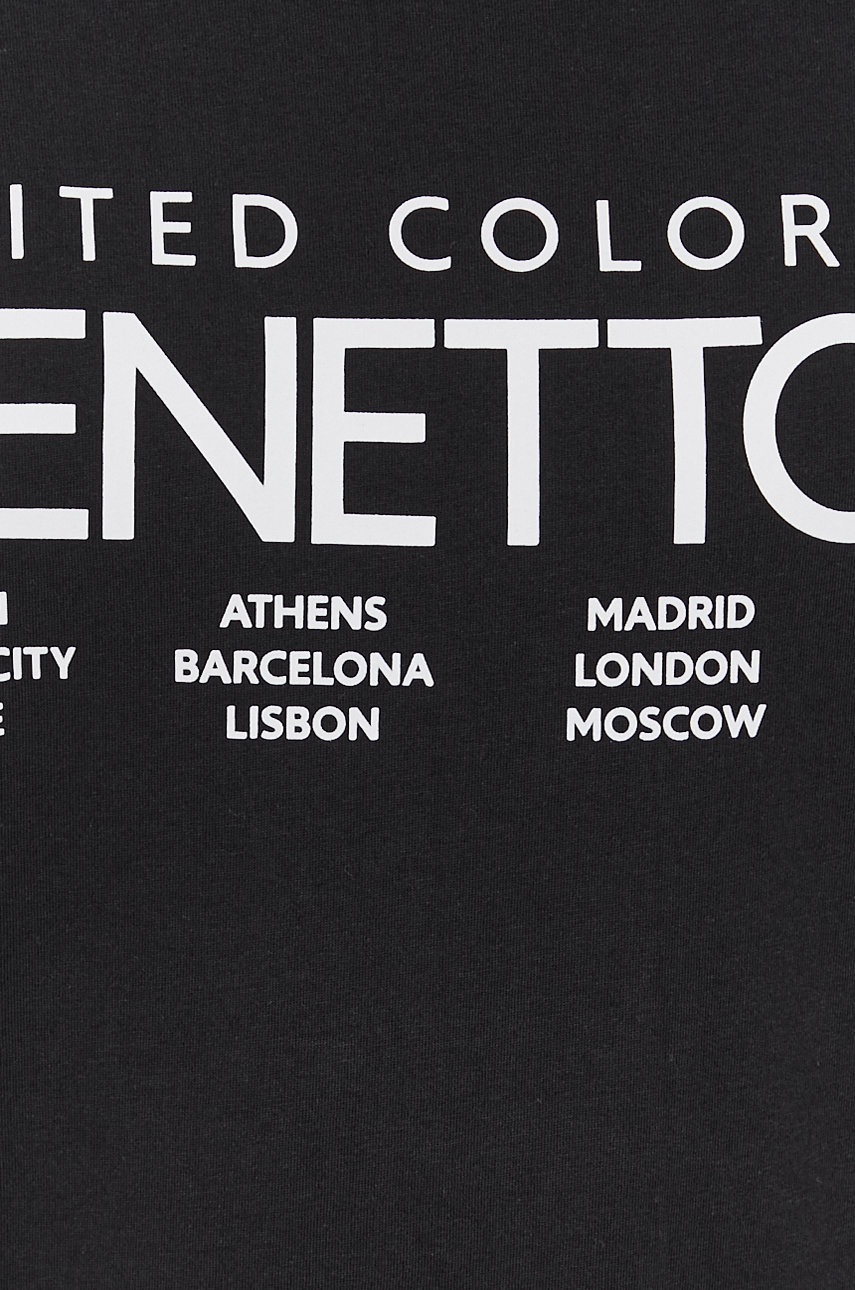 ITED COLOR
ENETTO
ATHENS MADRID
CITY BARCELONA LONDON
LISBON MOSCOW